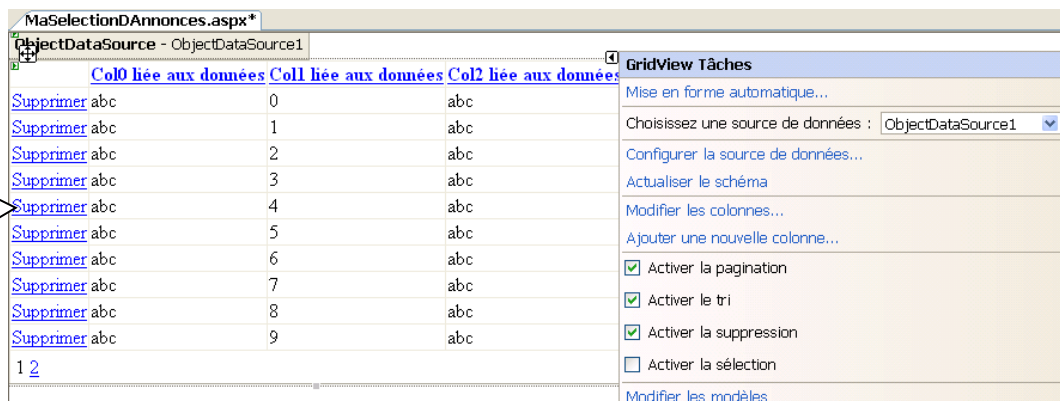 MaSelectionDAnnonces.aspx*
ObjectDataSource - ObjectDataSource1
Col0 liée aux données Col1 liée aux données Col2 liée aux données
Supprimer abc 0 abc
Supprimer abc 1 abc
Supprimer abc 2 abc
Supprimer abc 3 abc
Supprimer abc 4 abc
Supprimer abc 5 abc
Supprimer abc 6 abc
Supprimer abc 7 abc
Supprimer abc 8 abc
Supprimer abc 9 abc
1 2
GridView Tâches
Mise en forme automatique...
Choisissez une source de données : ObjectDataSource1
Configurer la source de données...
Actualiser le schéma
Modifier les colonnes...
Ajouter une nouvelle colonne...
Activer la pagination
Activer le tri
Activer la suppression
Activer la sélection
Modifier les modèles